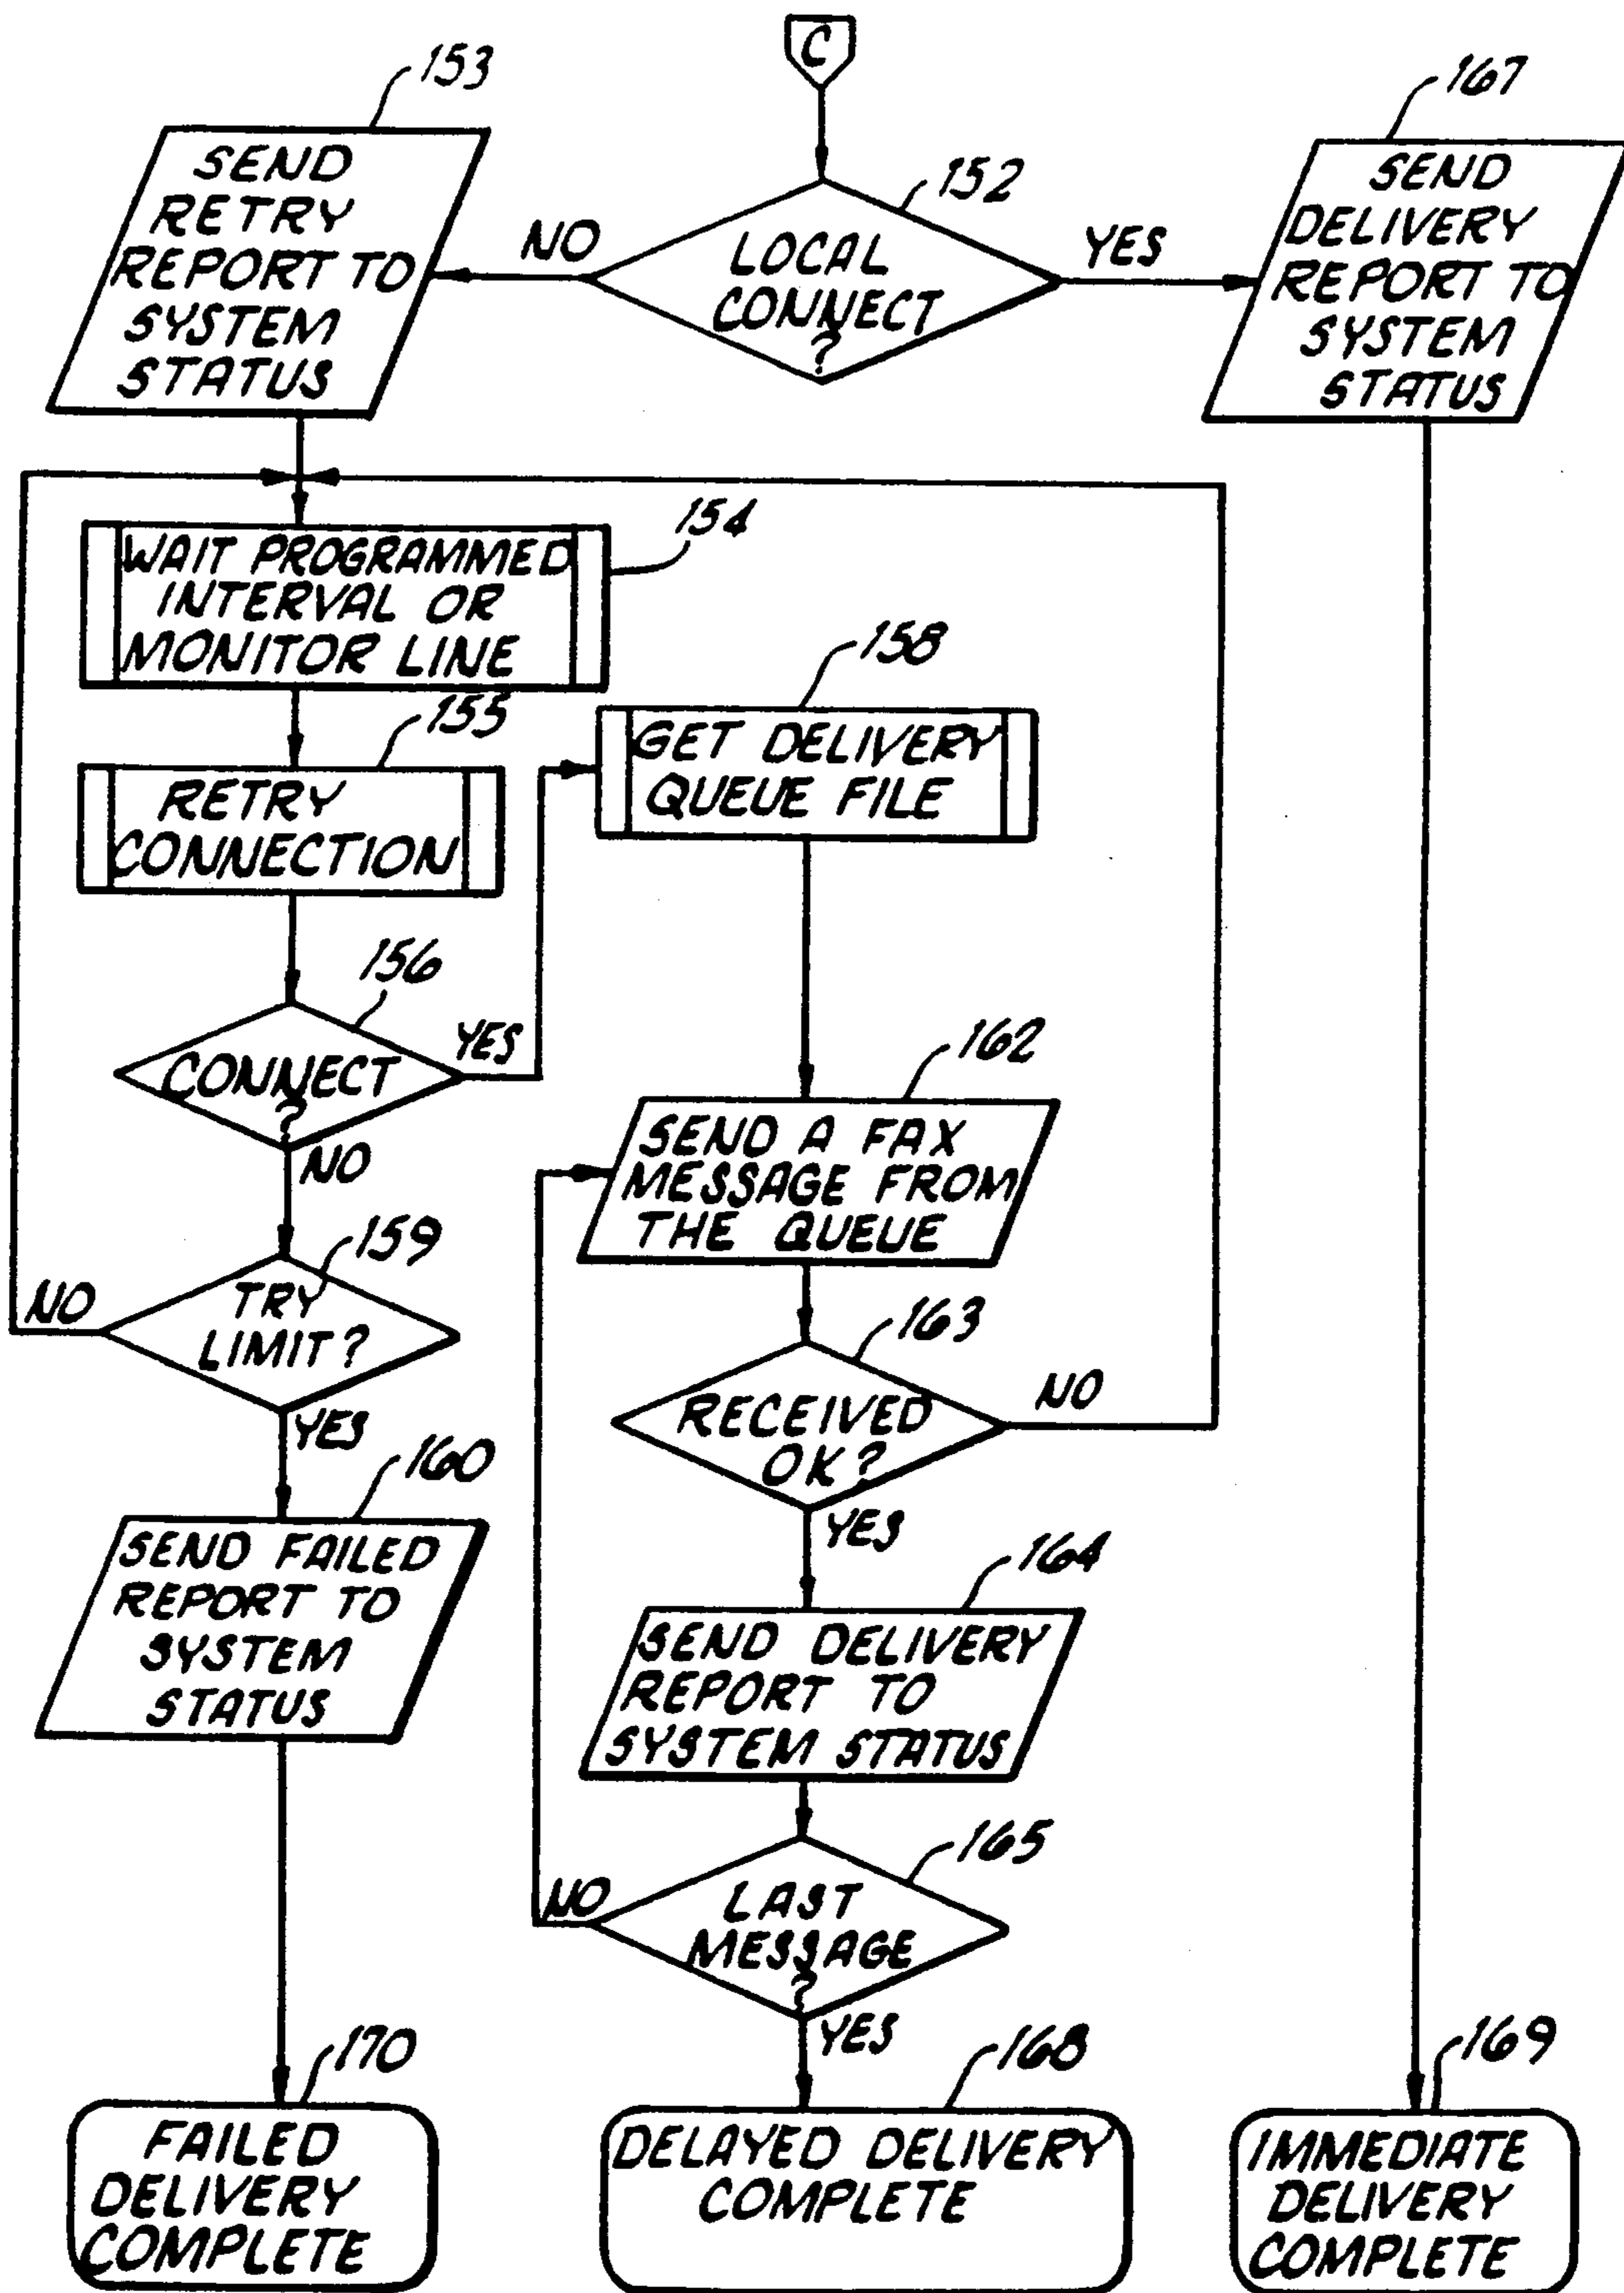 C
153
SEND
RETRY
REPORT TO
SYSTEM
STATUS
NO
152
LOCAL
CONNECT
?
YES
167
SEND
DELIVERY
REPORT TO
SYSTEM
STATUS
154
WAIT PROGRAMMED
INTERVAL OR
MONITOR LINE
155
RETRY
CONNECTION
158
GET DELIVERY
QUEUE FILE
156
CONNECT
?
YES
NO
162
SEND A FAX
MESSAGE FROM
THE QUEUE
159
TRY
LIMIT?
NO
YES
163
RECEIVED
OK?
NO
YES
160
SEND FAILED
REPORT TO
SYSTEM
STATUS
164
SEND DELIVERY
REPORT TO
SYSTEM STATUS
165
LAST
MESSAGE
?
NO
YES
170
FAILED
DELIVERY
COMPLETE
168
DELAYED DELIVERY
COMPLETE
169
IMMEDIATE
DELIVERY
COMPLETE